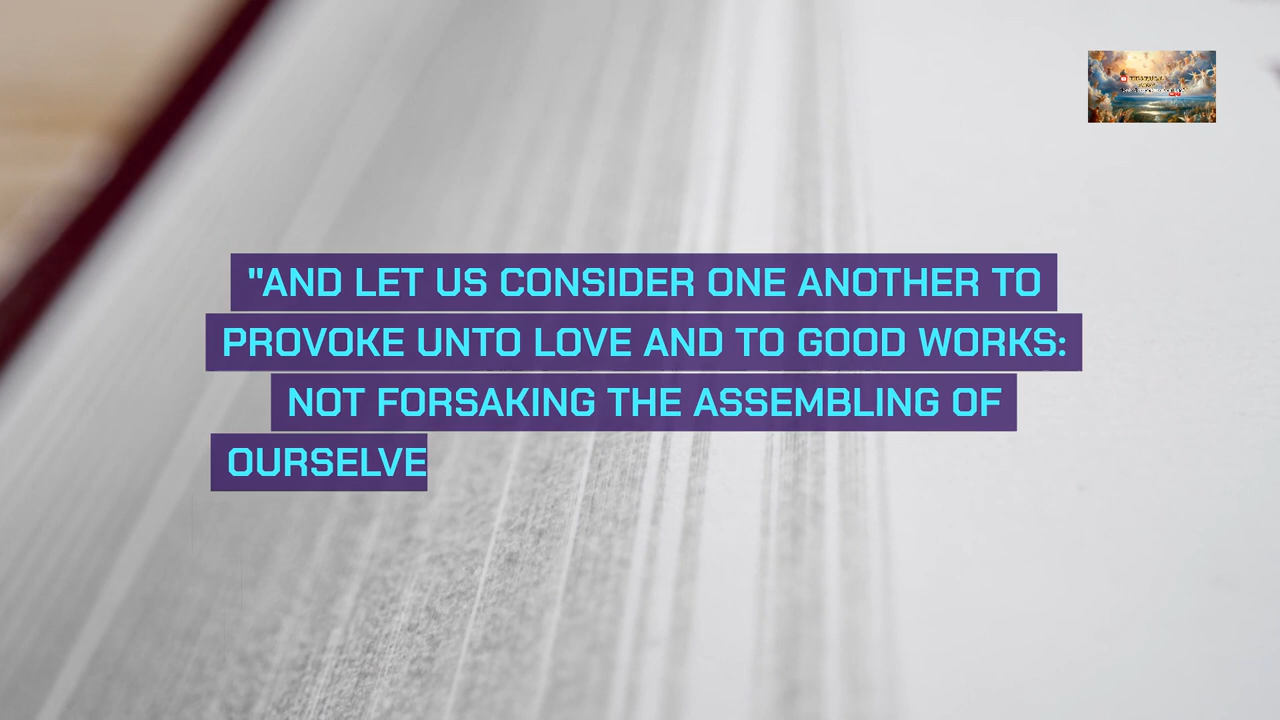 "AND LET US CONSIDER ONE ANOTHER TO
PROVOKE UNTO LOVE AND TO GOOD WORKS:
NOT FORSAKING THE ASSEMBLING OF
OURSELVE